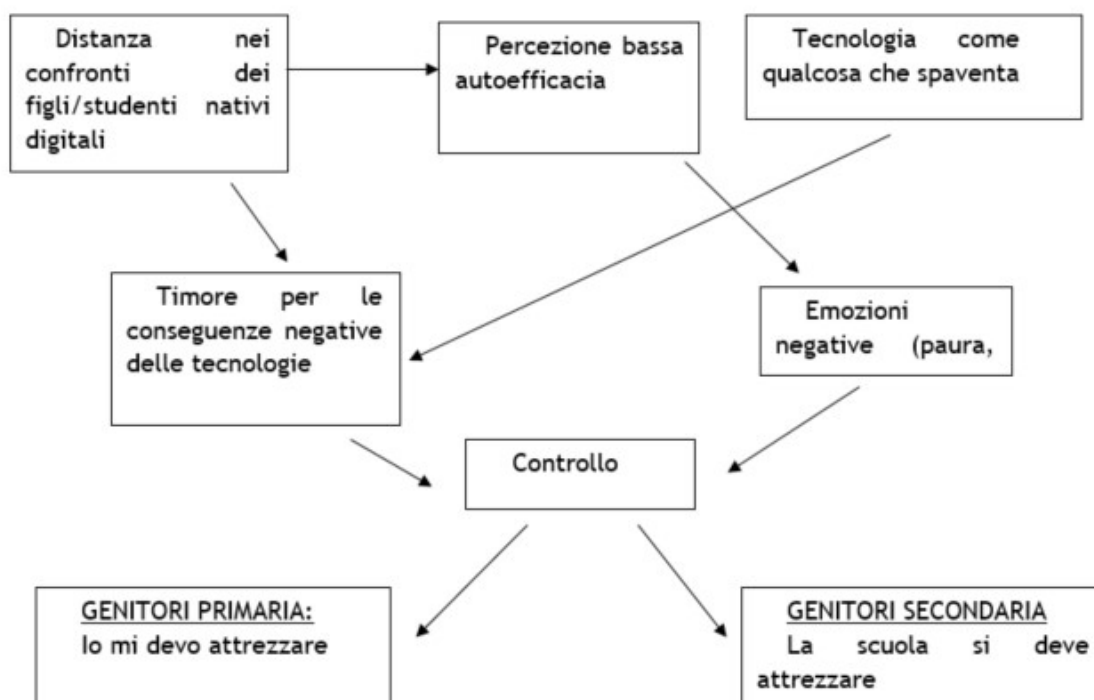 Distanza nei
confronti dei
figli/studenti nativi
digitali
Percezione bassa
autoefficacia
Tecnologia come
qualcosa che spaventa
Timore per le
conseguenze negative
delle tecnologie
Emozioni
negative (paura,
Controllo
GENITORI PRIMARIA:
Io mi devo attrezzare
GENITORI SECONDARIA
La scuola si deve
attrezzare